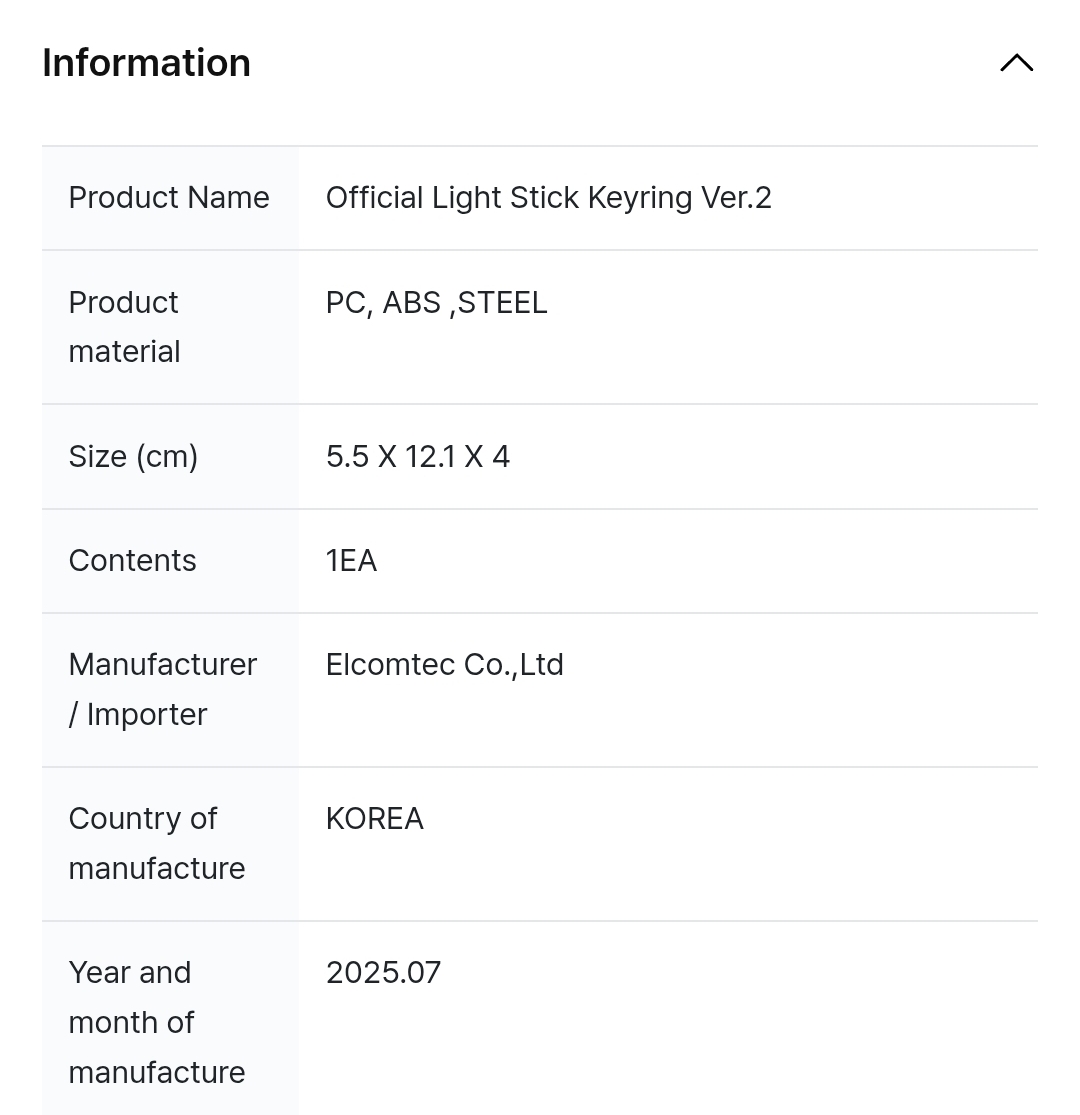 Information
Product Name
Official Light Stick Keyring Ver.2
Product
material
PC, ABS ,STEEL
Size (cm)
5.5 X 12.1 X 4
Contents
1EA
Manufacturer
/ Importer
Elcomtec Co.,Ltd
Country of
manufacture
KOREA
Year and
month of
manufacture
2025.07